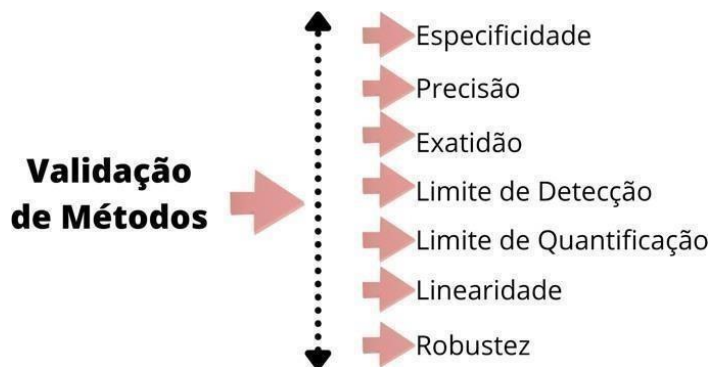 Validação
de Métodos
Especificidade
Precisão
Exatidão
Limite de Detecção
Limite de Quantificação
Linearidade
Robustez